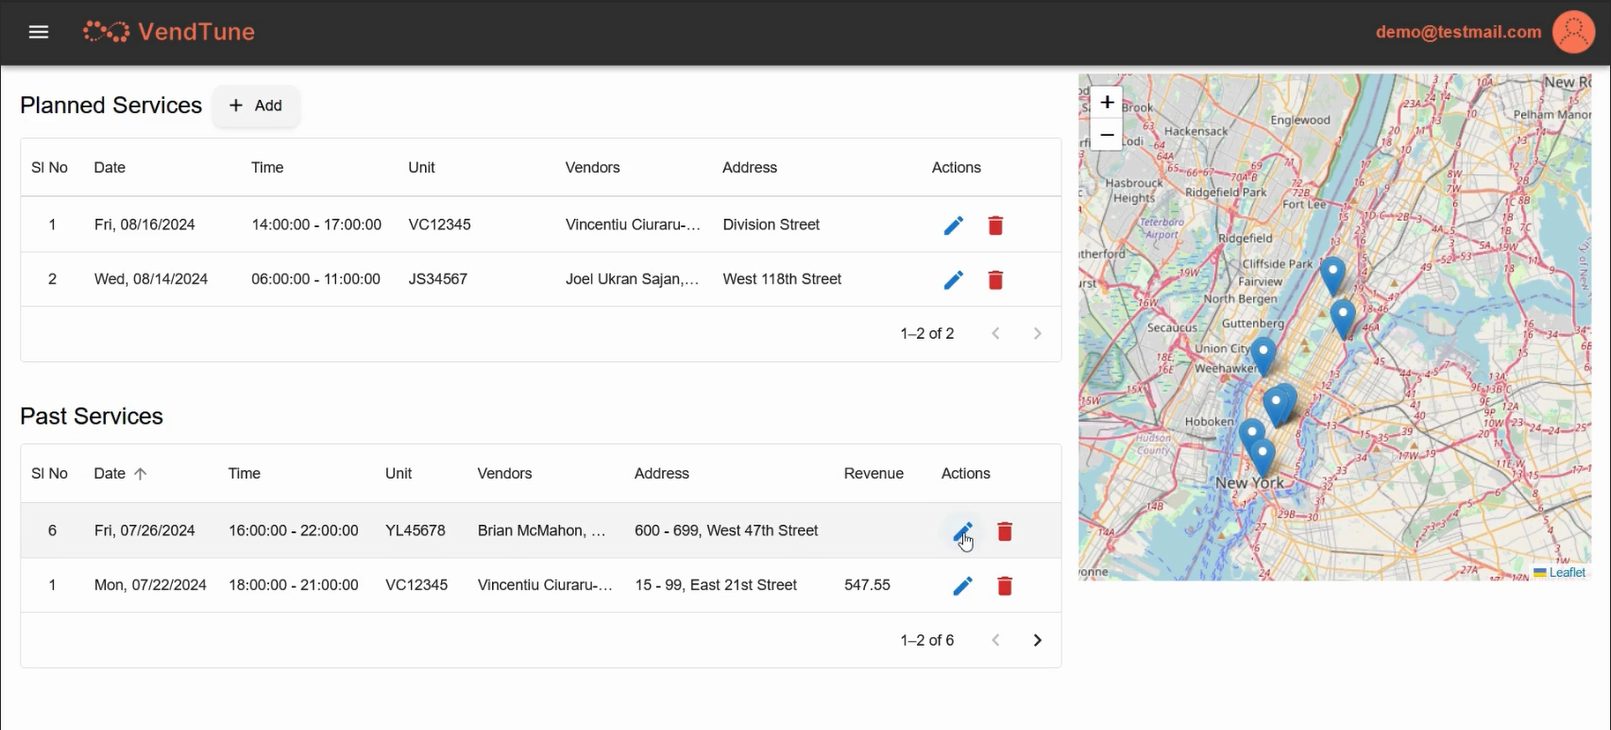 VendTune
demo@testmail.com
Planned Services
+ Add
Sl No Date Time Unit Vendors Address Actions
1 Fri, 08/16/2024 14:00:00 - 17:00:00 VC12345 Vincentiu Ciuraru-... Division Street
2 Wed, 08/14/2024 06:00:00 - 11:00:00 JS34567 Joel Ukran Sajan,... West 118th Street
1–2 of 2
Past Services
Sl No Date Time Unit Vendors Address Revenue Actions
6 Fri, 07/26/2024 16:00:00 - 22:00:00 YL45678 Brian McMahon, ... 600 - 699, West 47th Street
1 Mon, 07/22/2024 18:00:00 - 21:00:00 VC12345 Vincentiu Ciuraru-... 15 - 99, East 21st Street 547.55
1–2 of 6
+
−
New Ro
Pelham Manor
Brook
Englewood
Hackensack
Lodi
Hasbrouck
Heights
Ridgefield Park
Fort Lee
Teterboro
Airport
Ridgefield
Cliffside Park
Fairview
North Bergen
Secaucus
Guttenberg
Union City
Weehawken
Hoboken
Hudson
County
New York
Leaflet